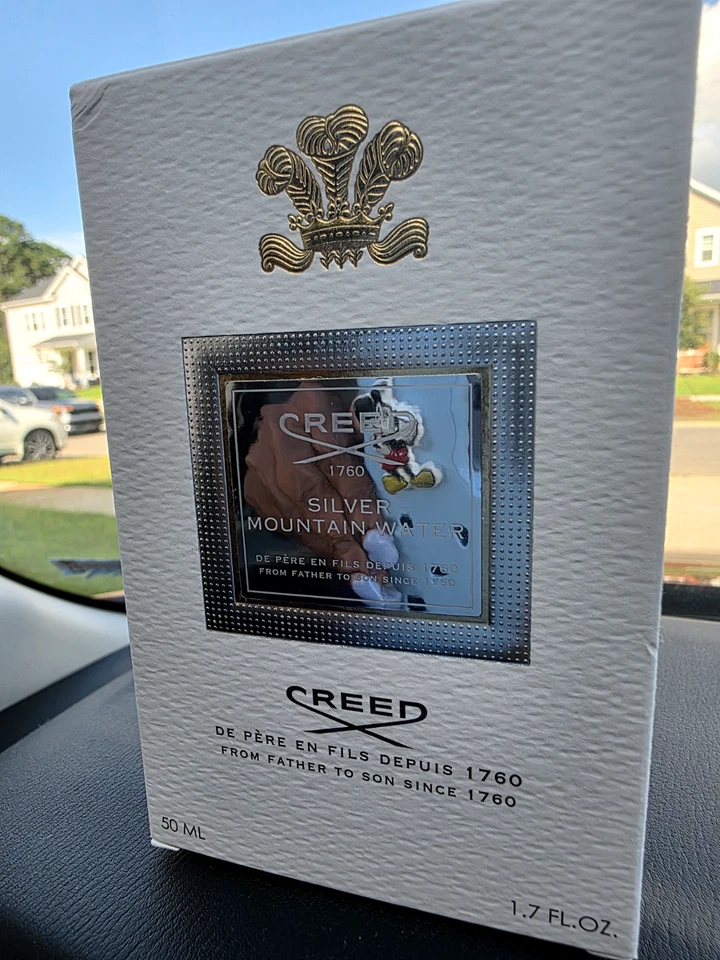 CREED
1760
SILVER
MOUNTAIN WATER
DE PÈRE EN FILS DEPUIS 1760
FROM FATHER TO SON SINCE 1760
CREED
DE PÈRE EN FILS DEPUIS 1760
FROM FATHER TO SON SINCE 1760
50 ML
1.7 FL.OZ.